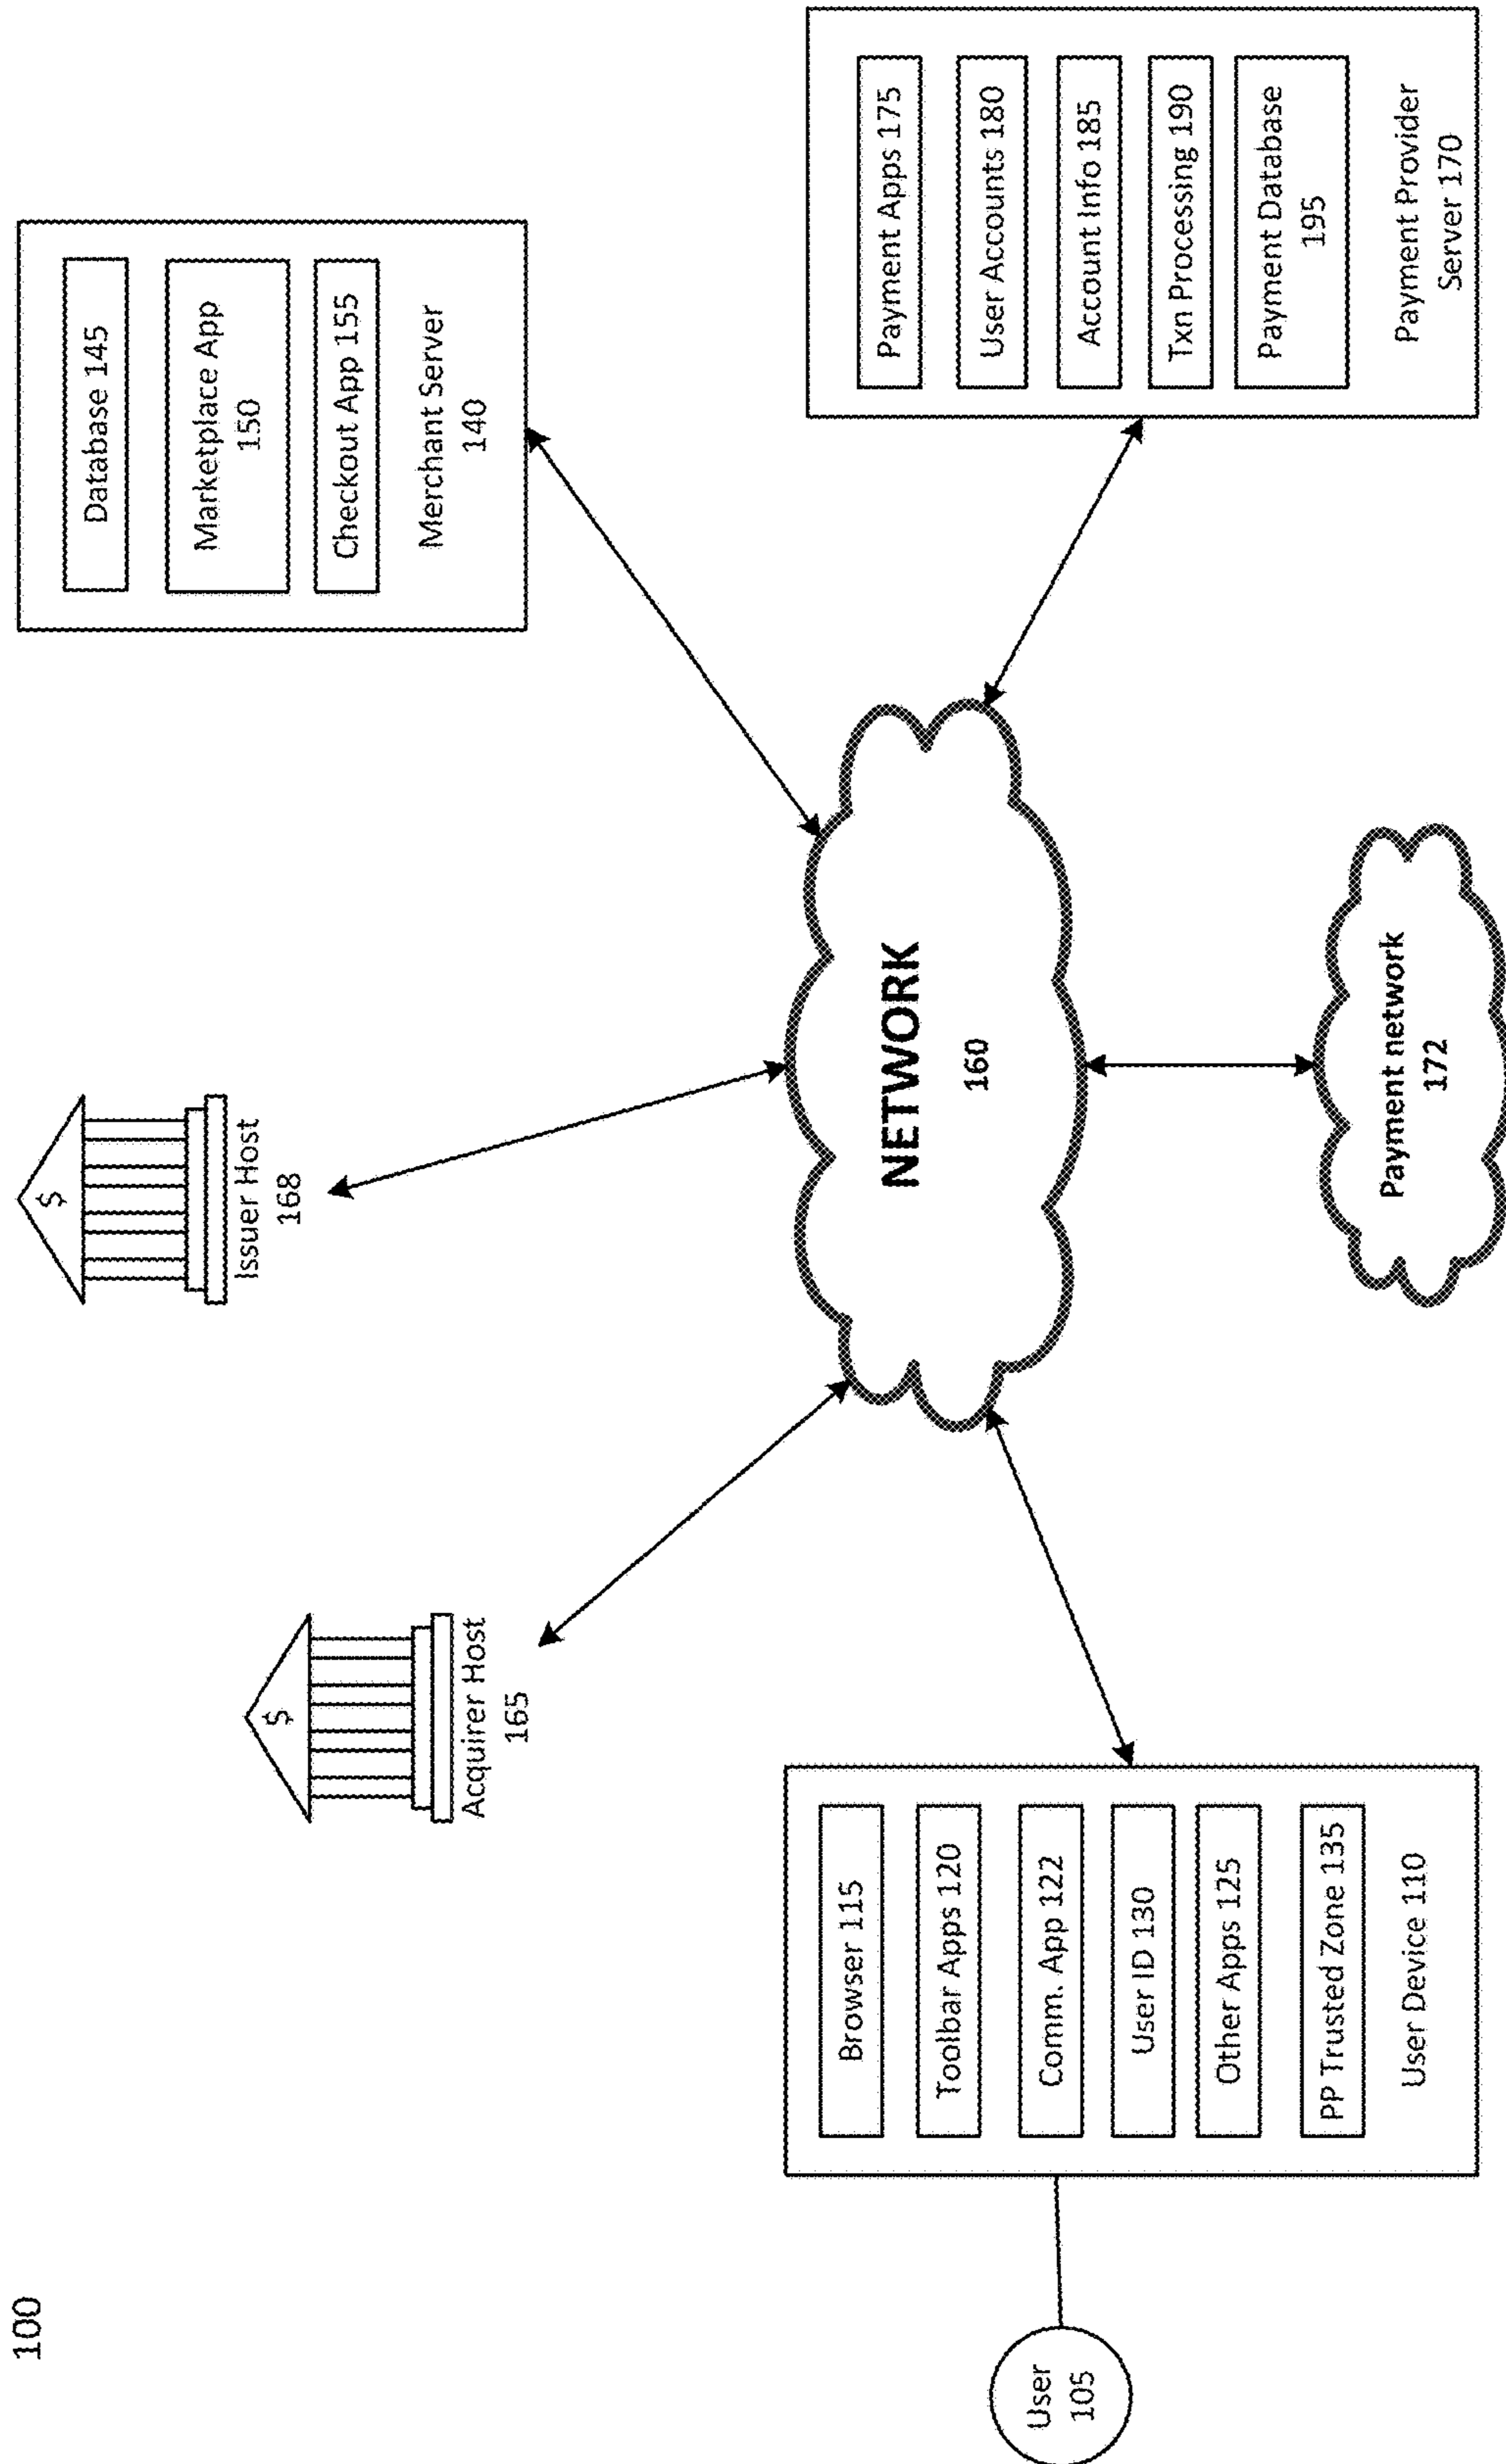 100
Issuer Host
168
Acquirer Host
165
Database 145
Marketplace App
150
Checkout App 155
Merchant Server
140
NETWORK
160
User
105
Browser 115
Toolbar Apps 120
Comm. App 122
User ID 130
Other Apps 125
PP Trusted Zone 135
User Device 110
Payment network
172
Payment Apps 175
User Accounts 180
Account Info 185
Txn Processing 190
Payment Database
195
Payment Provider
Server 170
$
$